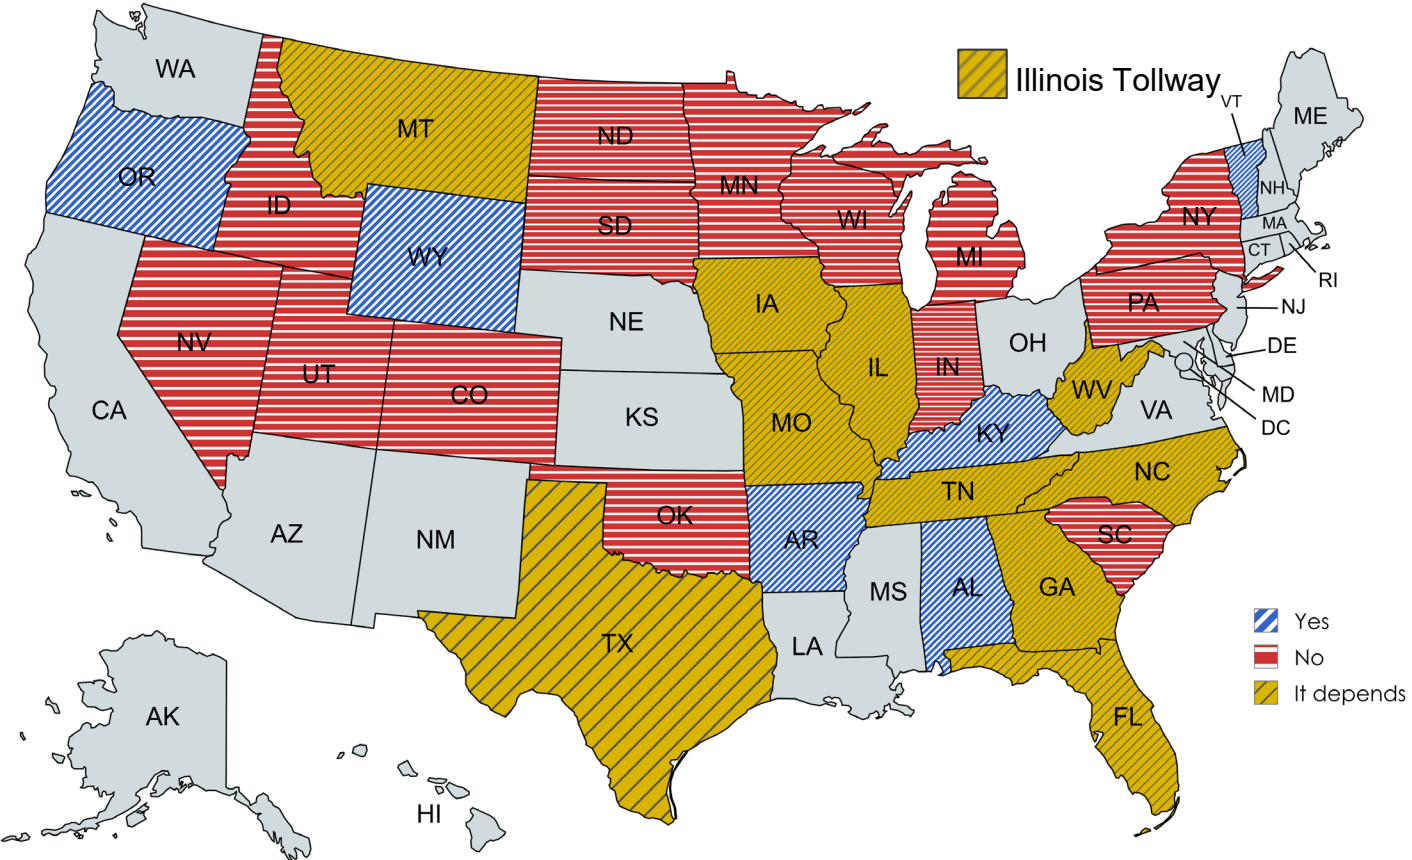 WA
Illinois Tollway
VT
ME
MT
ND
OR
MN
ID
NH
WI
NY
SD
MA
WY
MI
CT
RI
IA
PA
NJ
NE
NV
OH
DE
UT
IL
IN
CO
WV
MD
CA
KS
MO
KY
VA
DC
TN
NC
OK
AZ
NM
AR
SC
MS
AL
GA
Yes
TX
LA
No
It depends
AK
FL
HI